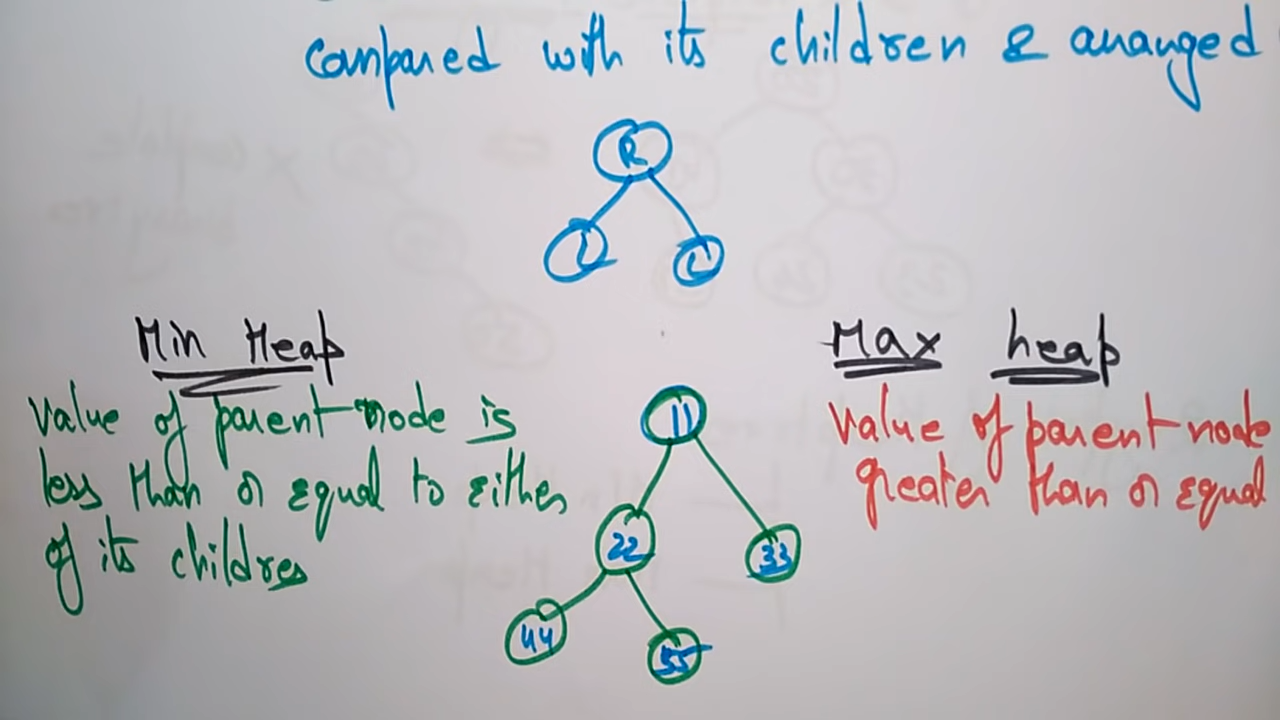 compared with its children & arranged
R
L
Min Heap
value of parent node is
less than or equal to either
of its children
11
22
33
44
55
Max heap
value of parent node
greater than or equal